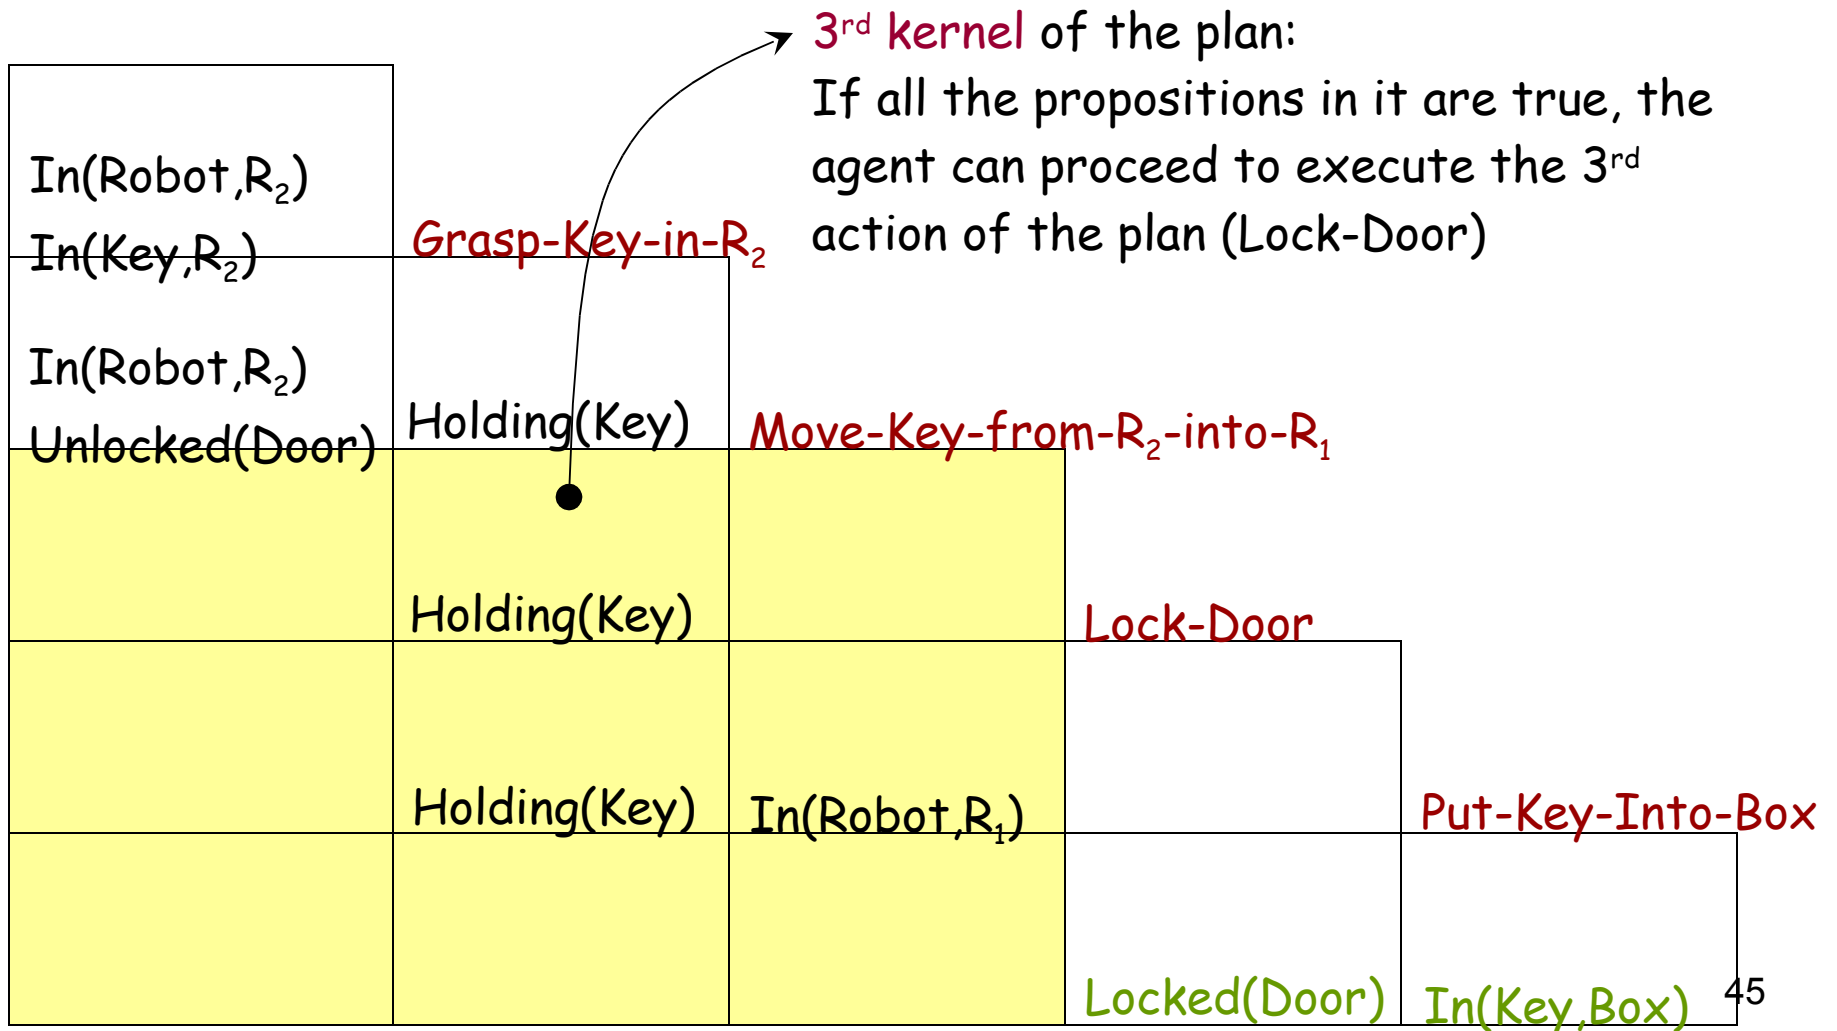 3rd kernel of the plan:
If all the propositions in it are true, the
agent can proceed to execute the 3rd
action of the plan (Lock-Door)
In(Robot,R₂)
In(Key,R₂)
Grasp-Key-in-R₂
In(Robot,R₂)
Unlocked(Door)
Holding(Key)
Move-Key-from-R₂-into-R₁
Holding(Key)
Lock-Door
Holding(Key)
In(Robot,R₁)
Put-Key-Into-Box
Locked(Door)
In(Key,Box)
45